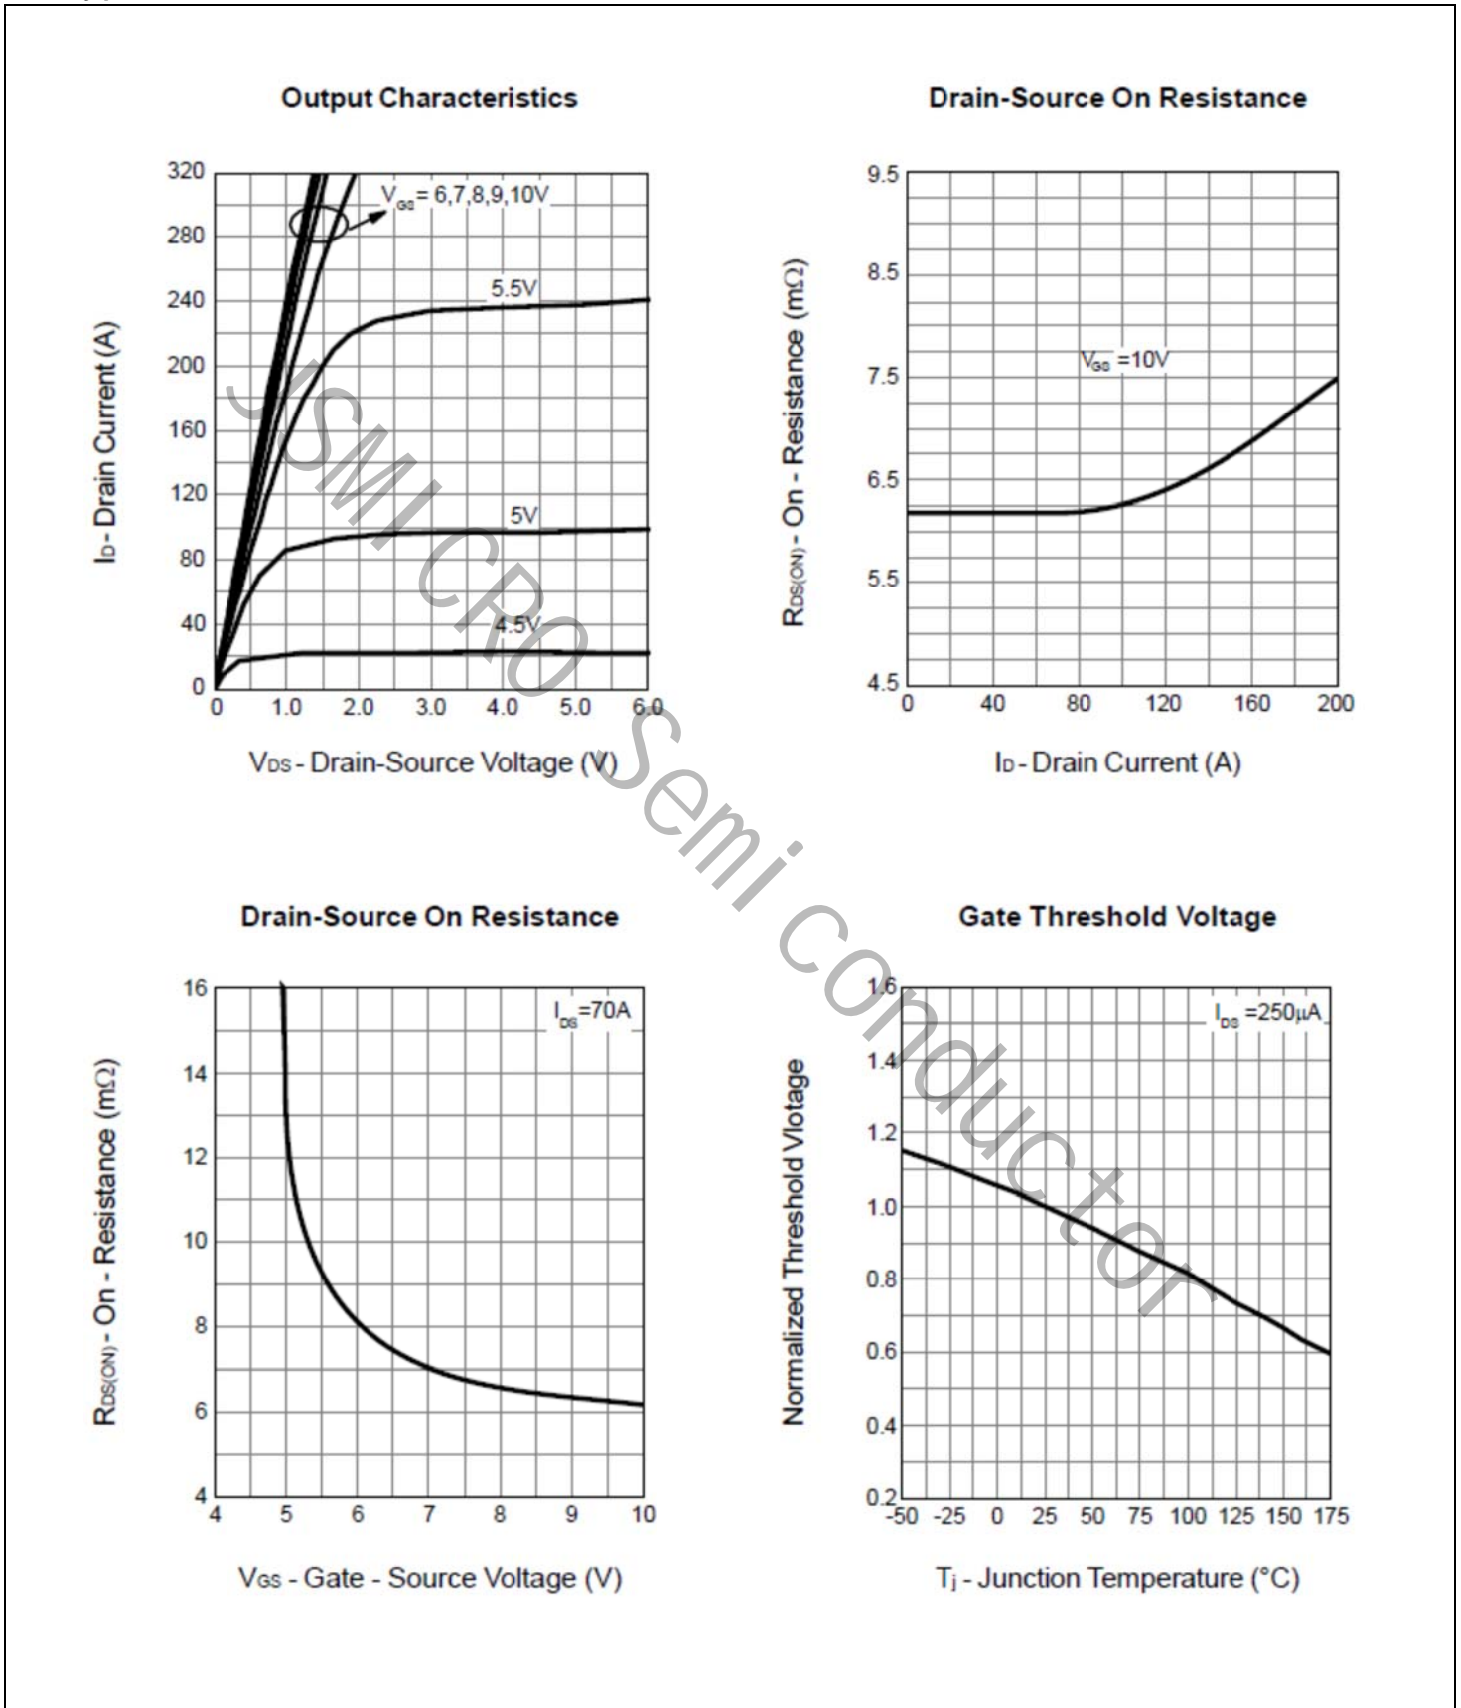 Output Characteristics
320
280
240
200
160
120
80
40
0
0 1.0 2.0 3.0 4.0 5.0 6.0
VGS= 6,7,8,9,10V
5.5V
5V
4.5V
ID- Drain Current (A)
VDS - Drain-Source Voltage (V)
Drain-Source On Resistance
9.5
8.5
7.5
6.5
5.5
4.5
0 40 80 120 160 200
VGS =10V
RDS(ON) - On - Resistance (mΩ)
ID - Drain Current (A)
Drain-Source On Resistance
16
14
12
10
8
6
4
4 5 6 7 8 9 10
IDS=70A
RDS(ON) - On - Resistance (mΩ)
VGS - Gate - Source Voltage (V)
Gate Threshold Voltage
1.6
1.4
1.2
1.0
0.8
0.6
0.4
0.2
-50 -25 0 25 50 75 100 125 150 175
IDS =250μA
Normalized Threshold Vlotage
Tj - Junction Temperature (°C)
JSMICRO Semiconductor